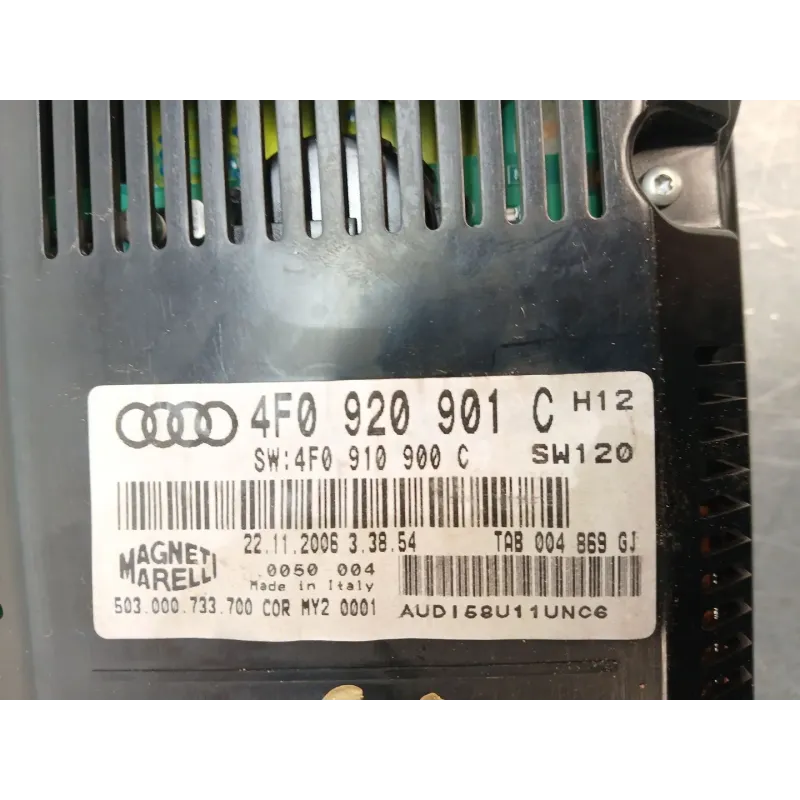 4F0 920 901 C H12
SW:4F0 910 900 C SW120
22.11.2006 3.38.54 TAB 004 869 GJ
MAGNETI MARELLI
.0050 004
Made in Italy
503.000.733.700 COR MY2 0001 AUDI58U11UNC6